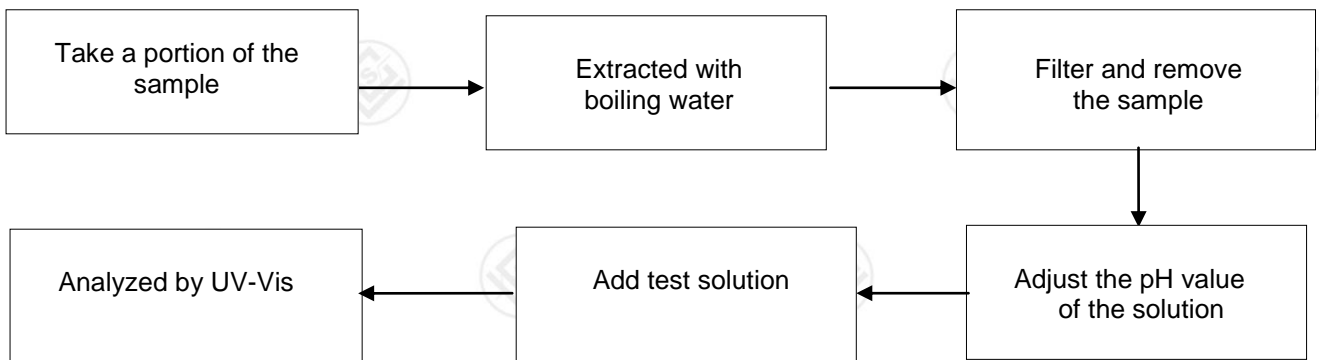 Take a portion of the
sample
Extracted with
boiling water
Filter and remove
the sample
Adjust the pH value
of the solution
Add test solution
Analyzed by UV-Vis